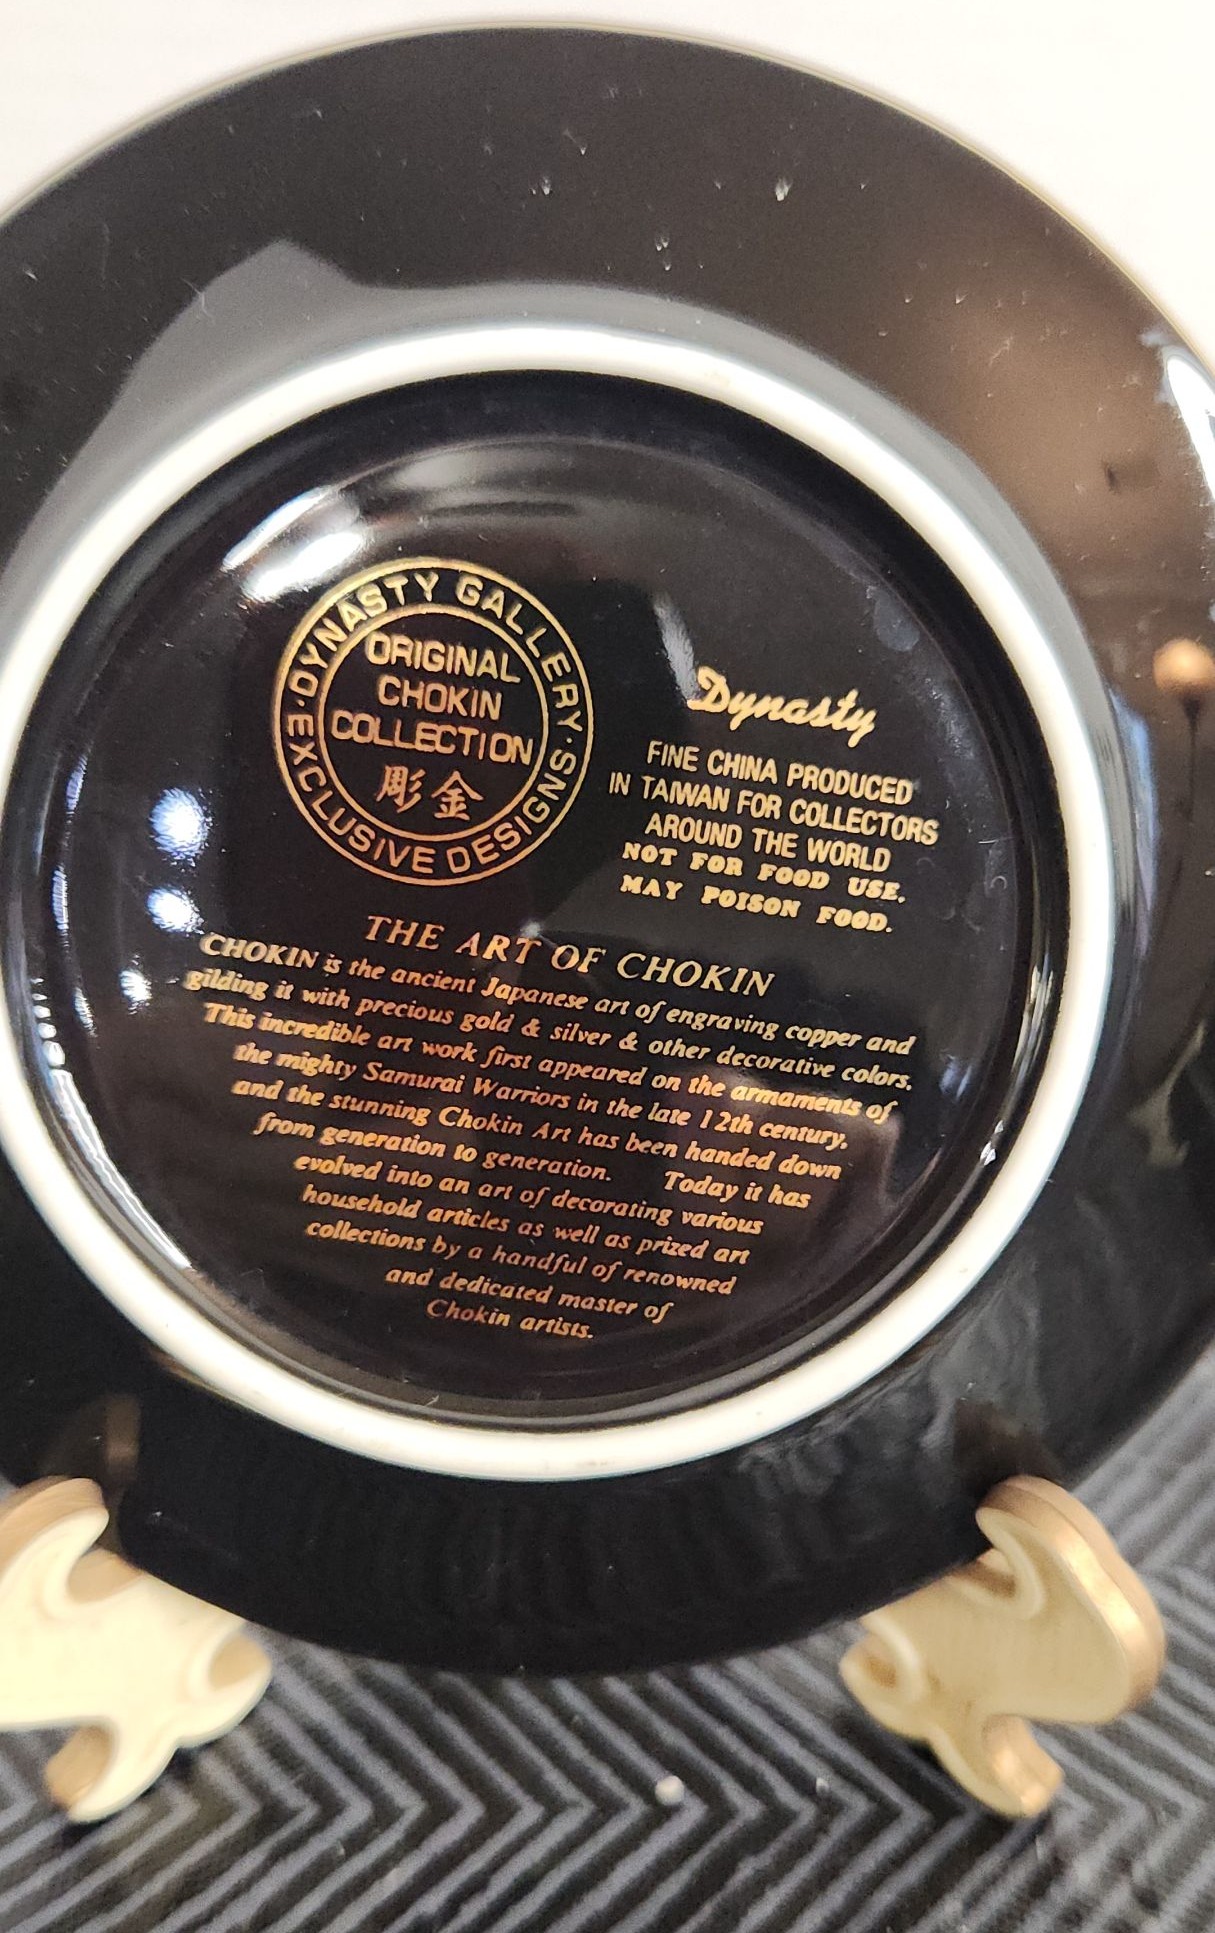 DYNASTY GALLERY
ORIGINAL
CHOKIN
COLLECTION
彫金
·EXCLUSIVE DESIGNS·
Dynasty
FINE CHINA PRODUCED
IN TAIWAN FOR COLLECTORS
AROUND THE WORLD
NOT FOR FOOD USE.
MAY POISON FOOD.
THE ART OF CHOKIN
CHOKIN is the ancient Japanese art of engraving copper and
gilding it with precious gold & silver & other decorative colors.
This incredible art work first appeared on the armaments of
the mighty Samurai Warriors in the late 12th century,
and the stunning Chokin Art has been handed down
from generation to generation. Today it has
evolved into an art of decorating various
household articles as well as prized art
collections by a handful of renowned
and dedicated master of
Chokin artists.